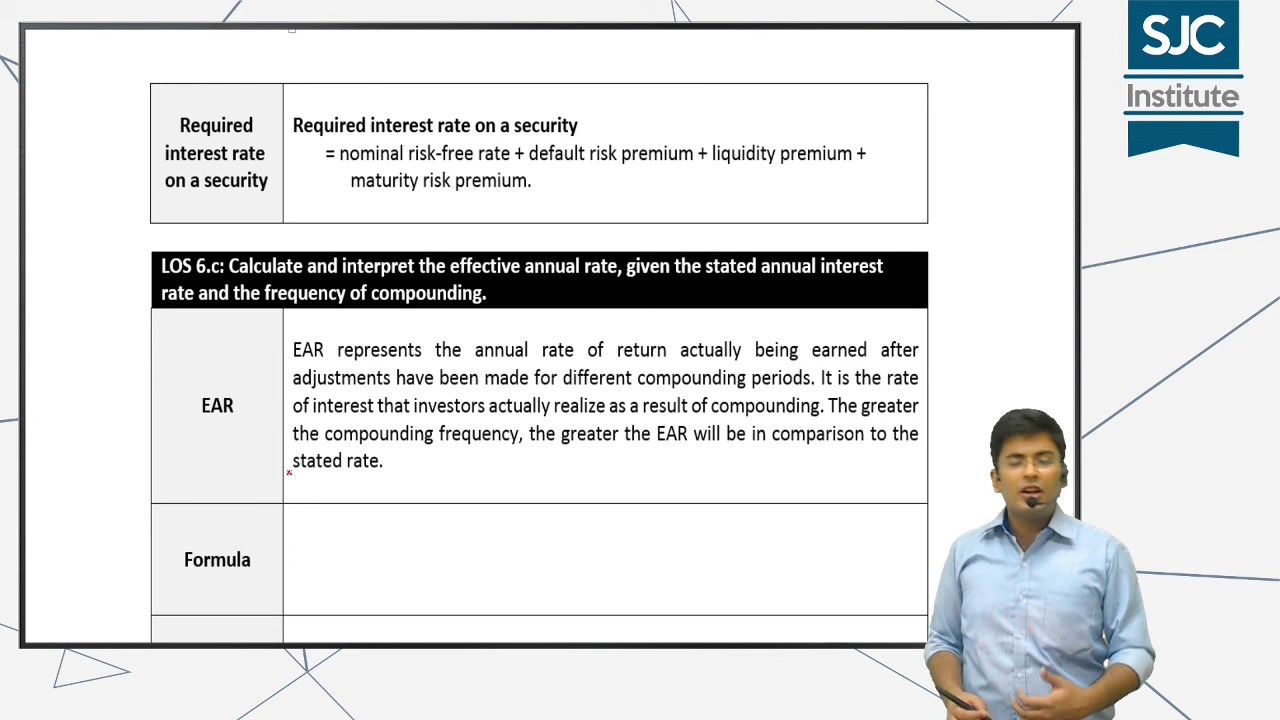 SJC
Institute
Required
interest rate
on a security
Required interest rate on a security
= nominal risk-free rate + default risk premium + liquidity premium +
maturity risk premium.
LOS 6.c: Calculate and interpret the effective annual rate, given the stated annual interest
rate and the frequency of compounding.
EAR
EAR represents the annual rate of return actually being earned after
adjustments have been made for different compounding periods. It is the rate
of interest that investors actually realize as a result of compounding. The greater
the compounding frequency, the greater the EAR will be in comparison to the
stated rate.
Formula